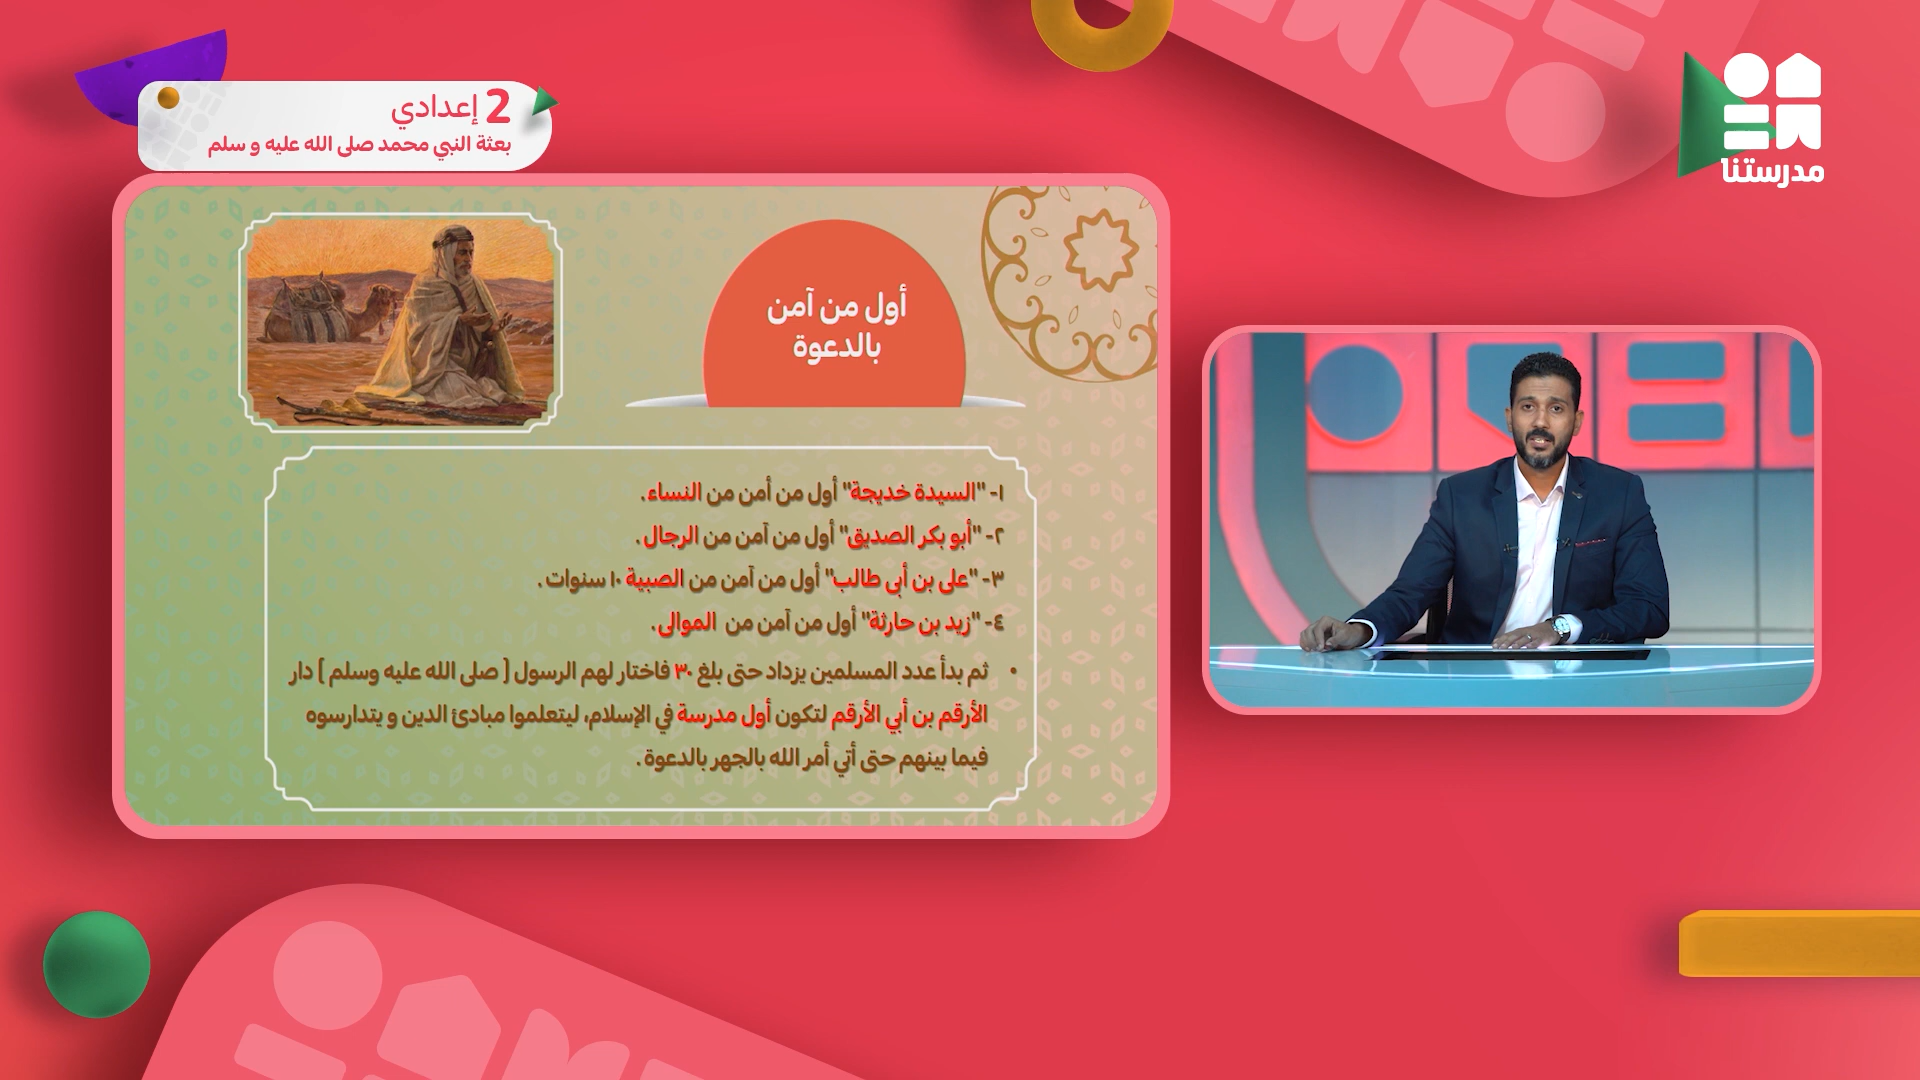 2 إعدادي
بعثة النبي محمد صلى الله عليه و سلم
مدرستنا
أول من آمن
بالدعوة
١- "السيدة خديجة" أول من أمن من النساء.
٢- "أبو بكر الصديق" أول من آمن من الرجال.
٣- "على بن أبى طالب" أول من آمن من الصبية ١٠ سنوات.
٤- "زيد بن حارثة" أول من آمن من الموالى.
• ثم بدأ عدد المسلمين يزداد حتى بلغ ٣٠ فاختار لهم الرسول [ صلى الله عليه وسلم ] دار
الأرقم بن أبي الأرقم لتكون أول مدرسة في الإسلام، ليتعلموا مبادئ الدين و يتدارسوه
فيما بينهم حتى أتي أمر الله بالجهر بالدعوة.